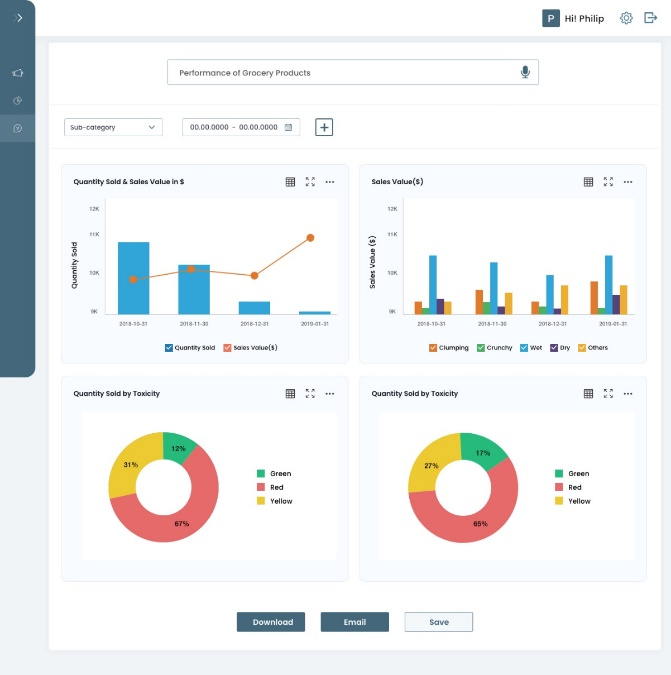 P Hi! Philip
Performance of Grocery Products
Sub-category
00.00.0000 - 00.00.0000
Quantity Sold & Sales Value in $
12K
11K
10K
9K
Quantity Sold
2018-10-31 2018-11-30 2018-12-31 2019-01-31
Quantity Sold Sales Value($)
Sales Value($)
12K
11K
10K
9K
Sales Value ($)
2018-10-31 2018-11-30 2018-12-31 2019-01-31
Clumping Crunchy Wet Dry Others
Quantity Sold by Toxicity
12%
31%
67%
Green
Red
Yellow
Quantity Sold by Toxicity
17%
27%
65%
Green
Red
Yellow
Download Email Save